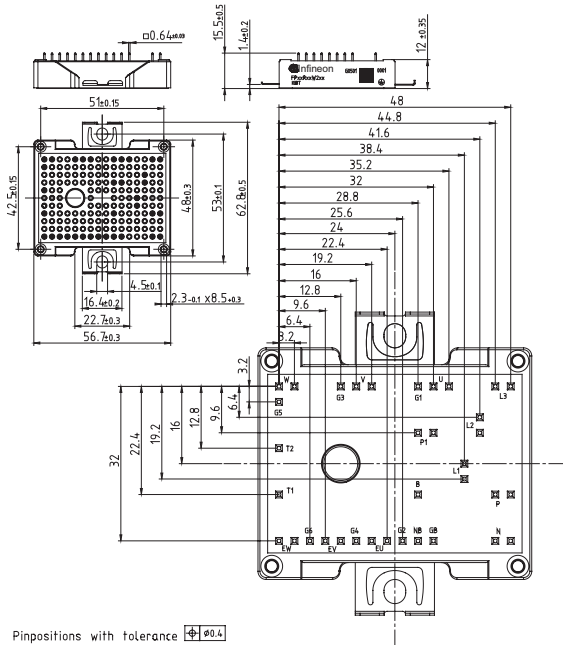 □0.64±0.03
15.5±0.5
1.4±0.2
12 ±0.35
infineon
G0501 0001
51±0.15
42.5±0.15
48±0.3
53±0.1
62.8±0.5
4.5±0.1
16.4±0.2
2.3-0.1 x8.5+0.3
22.7±0.3
56.7±0.3
48
44.8
41.6
38.4
35.2
32
28.8
25.6
24
22.4
19.2
16
12.8
9.6
6.4
3.2
3.2
6.4
9.6
12.8
16
19.2
22.4
32
W
G3
V
G1
U
L3
G5
L2
P1
T2
L1
T1
B
P
EW
G6
EV
G4
EU
G2
NB
GB
N
Pinpositions with tolerance ⌖ ø0.4